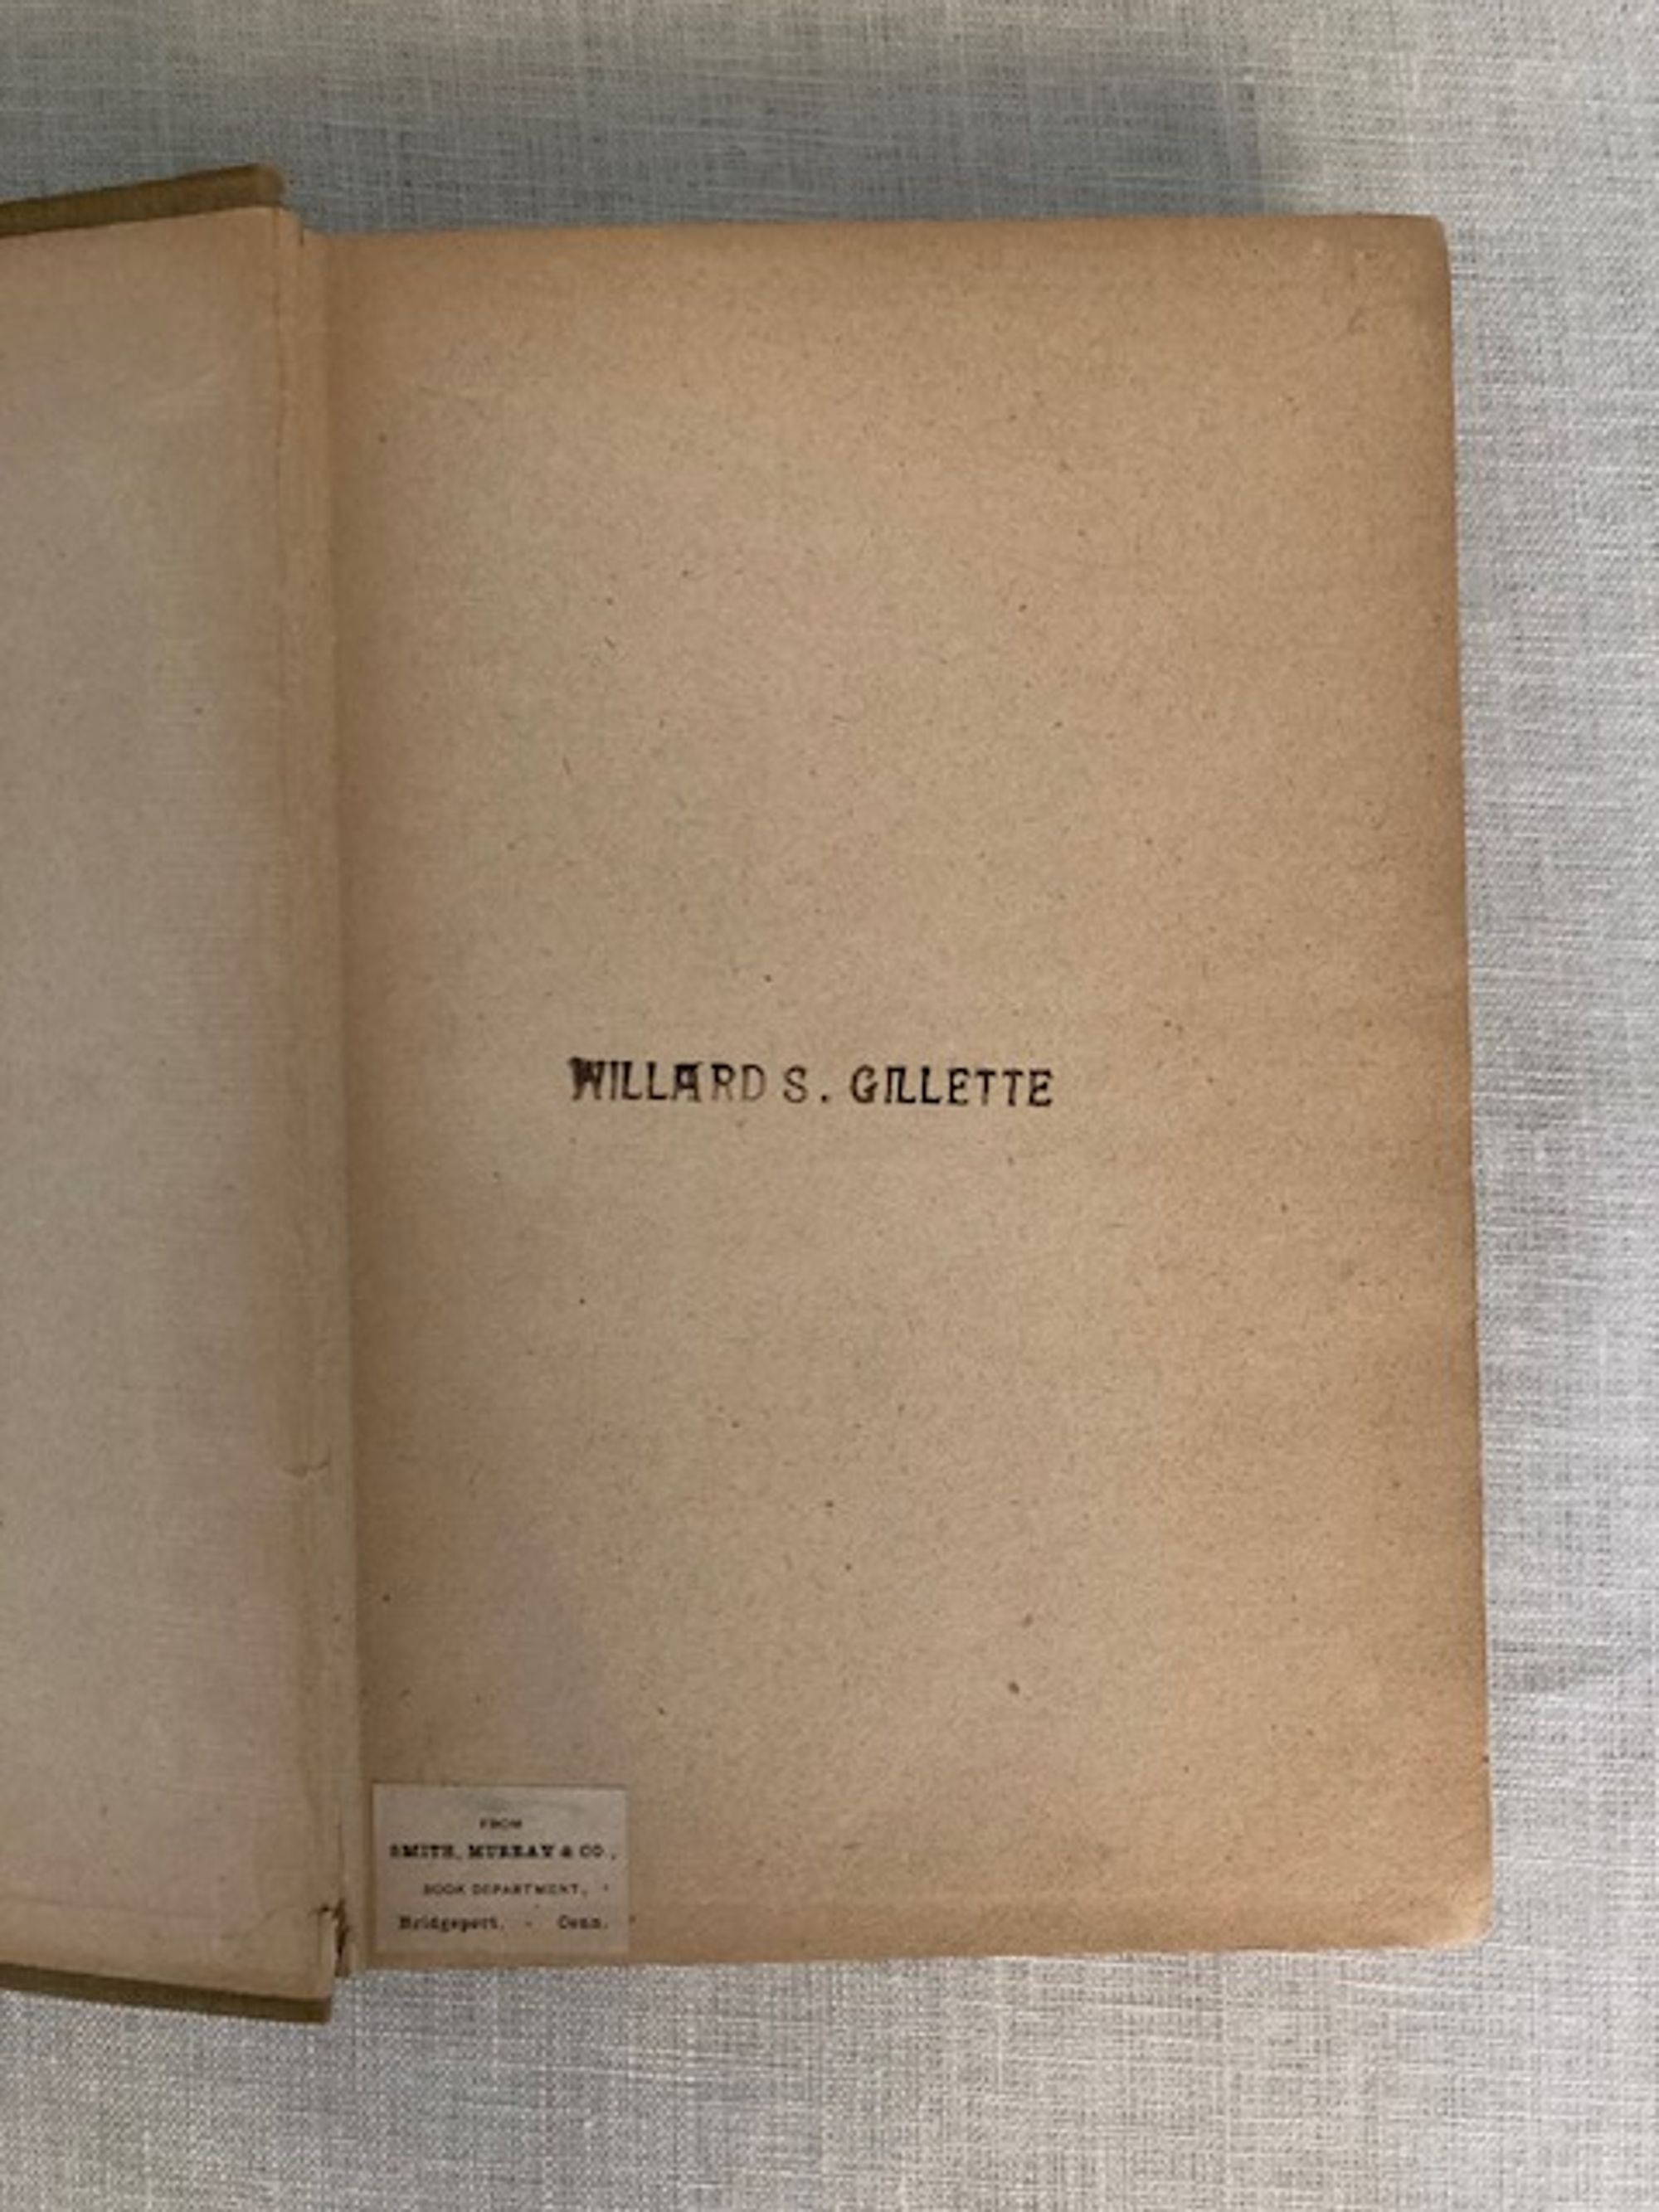 WILLARD S. GILLETTE
FROM
SMITH, MURRAY & CO.,
BOOK DEPARTMENT,
Bridgeport, - Conn.